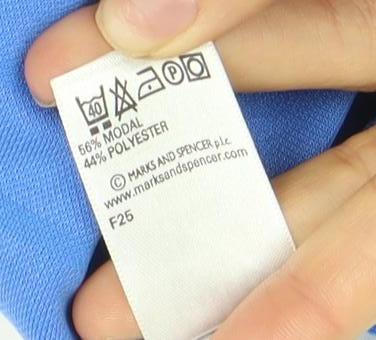 40 P
56% MODAL
44% POLYESTER
© MARKS AND SPENCER p.l.c.
www.marksandspencer.com
F25